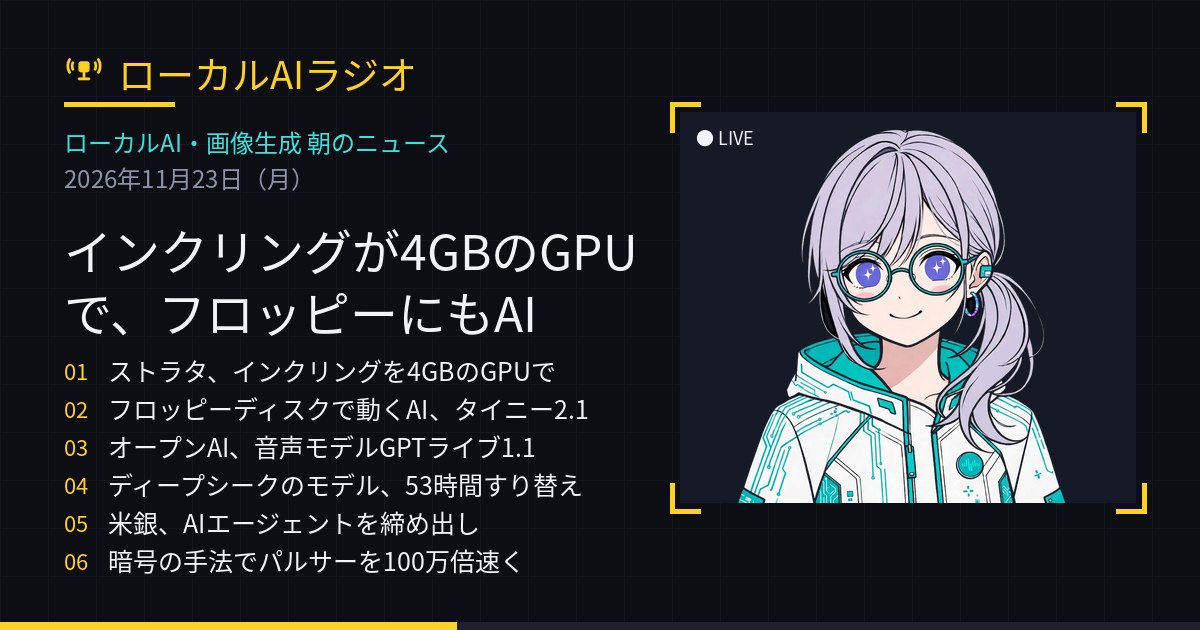 ローカルAIラジオ
ローカルAI・画像生成 朝のニュース
2026年11月23日（月）
インクリングが4GBのGPU
で、フロッピーにもAI
01 ストラタ、インクリングを4GBのGPUで
02 フロッピーディスクで動くAI、タイニー2.1
03 オープンAI、音声モデルGPTライブ1.1
04 ディープシークのモデル、53時間すり替え
05 米銀、AIエージェントを締め出し
06 暗号の手法でパルサーを100万倍速く
LIVE